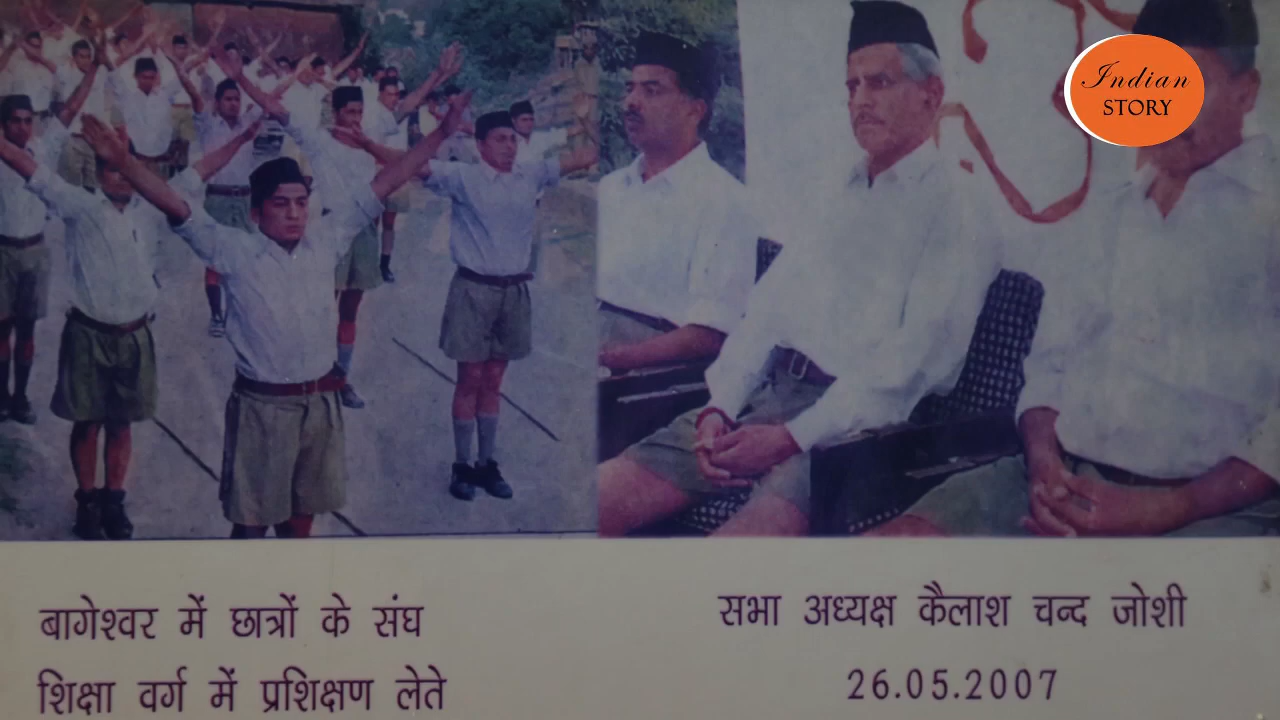 Indian
STORY
बागेश्वर में छात्रों के संघ
शिक्षा वर्ग में प्रशिक्षण लेते
सभा अध्यक्ष कैलाश चन्द जोशी
26.05.2007